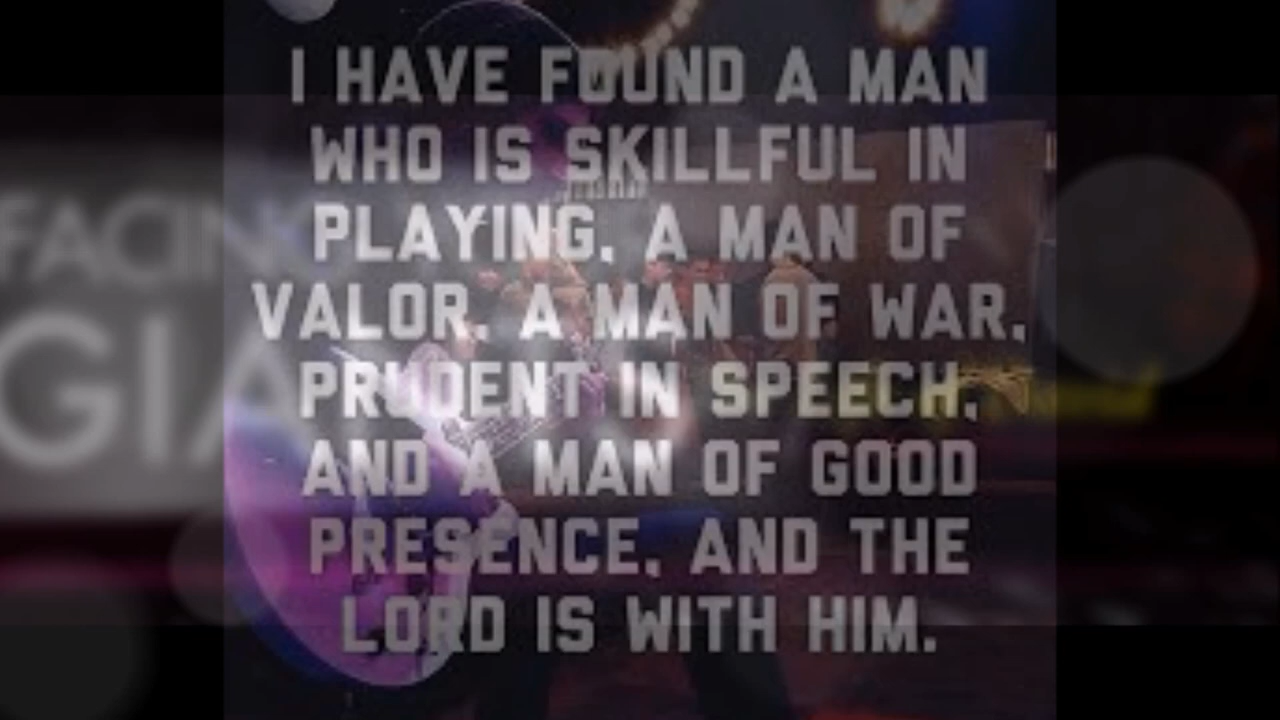 I HAVE FOUND A MAN
WHO IS SKILLFUL IN
PLAYING, A MAN OF
VALOR, A MAN OF WAR,
PRUDENT IN SPEECH,
AND A MAN OF GOOD
PRESENCE, AND THE
LORD IS WITH HIM.
FACING